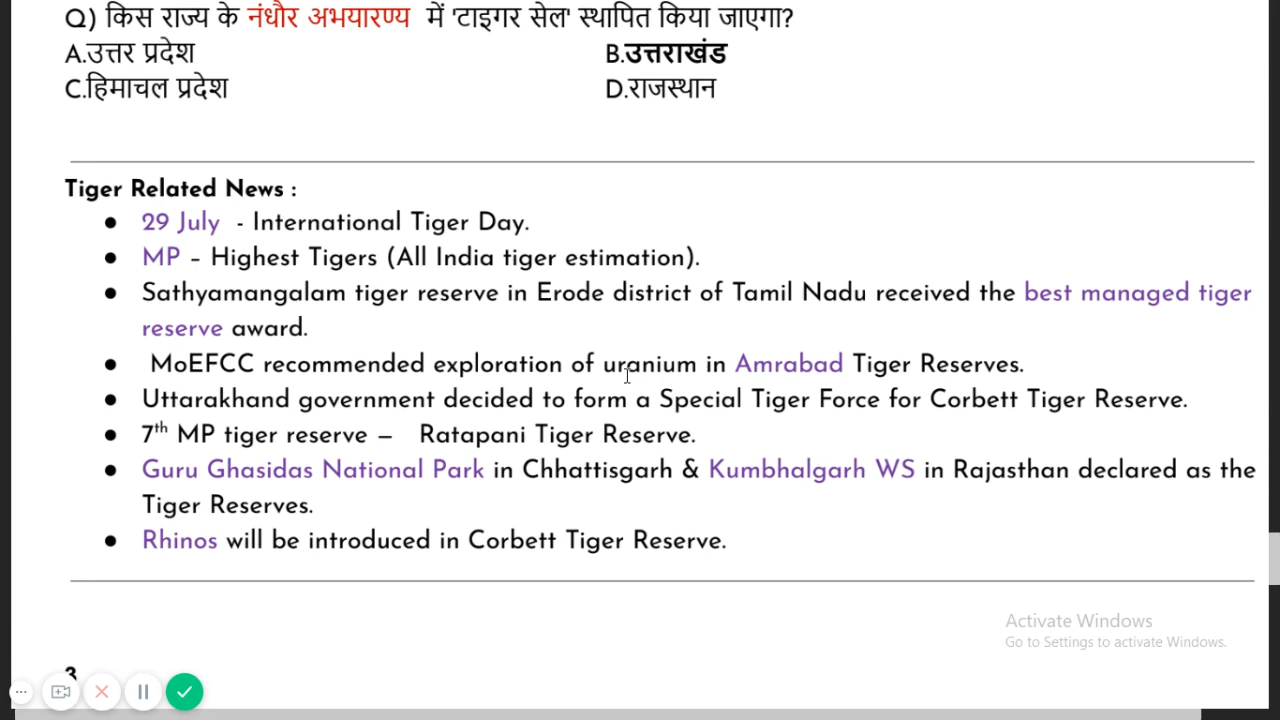 Q) किस राज्य के नंधौर अभयारण्य में 'टाइगर सेल' स्थापित किया जाएगा?
A.उत्तर प्रदेश B.उत्तराखंड
C.हिमाचल प्रदेश D.राजस्थान
Tiger Related News :
● 29 July - International Tiger Day.
● MP – Highest Tigers (All India tiger estimation).
● Sathyamangalam tiger reserve in Erode district of Tamil Nadu received the best managed tiger
reserve award.
● MoEFCC recommended exploration of uranium in Amrabad Tiger Reserves.
● Uttarakhand government decided to form a Special Tiger Force for Corbett Tiger Reserve.
● 7th MP tiger reserve – Ratapani Tiger Reserve.
● Guru Ghasidas National Park in Chhattisgarh & Kumbhalgarh WS in Rajasthan declared as the
Tiger Reserves.
● Rhinos will be introduced in Corbett Tiger Reserve.
Activate Windows
Go to Settings to activate Windows.
3